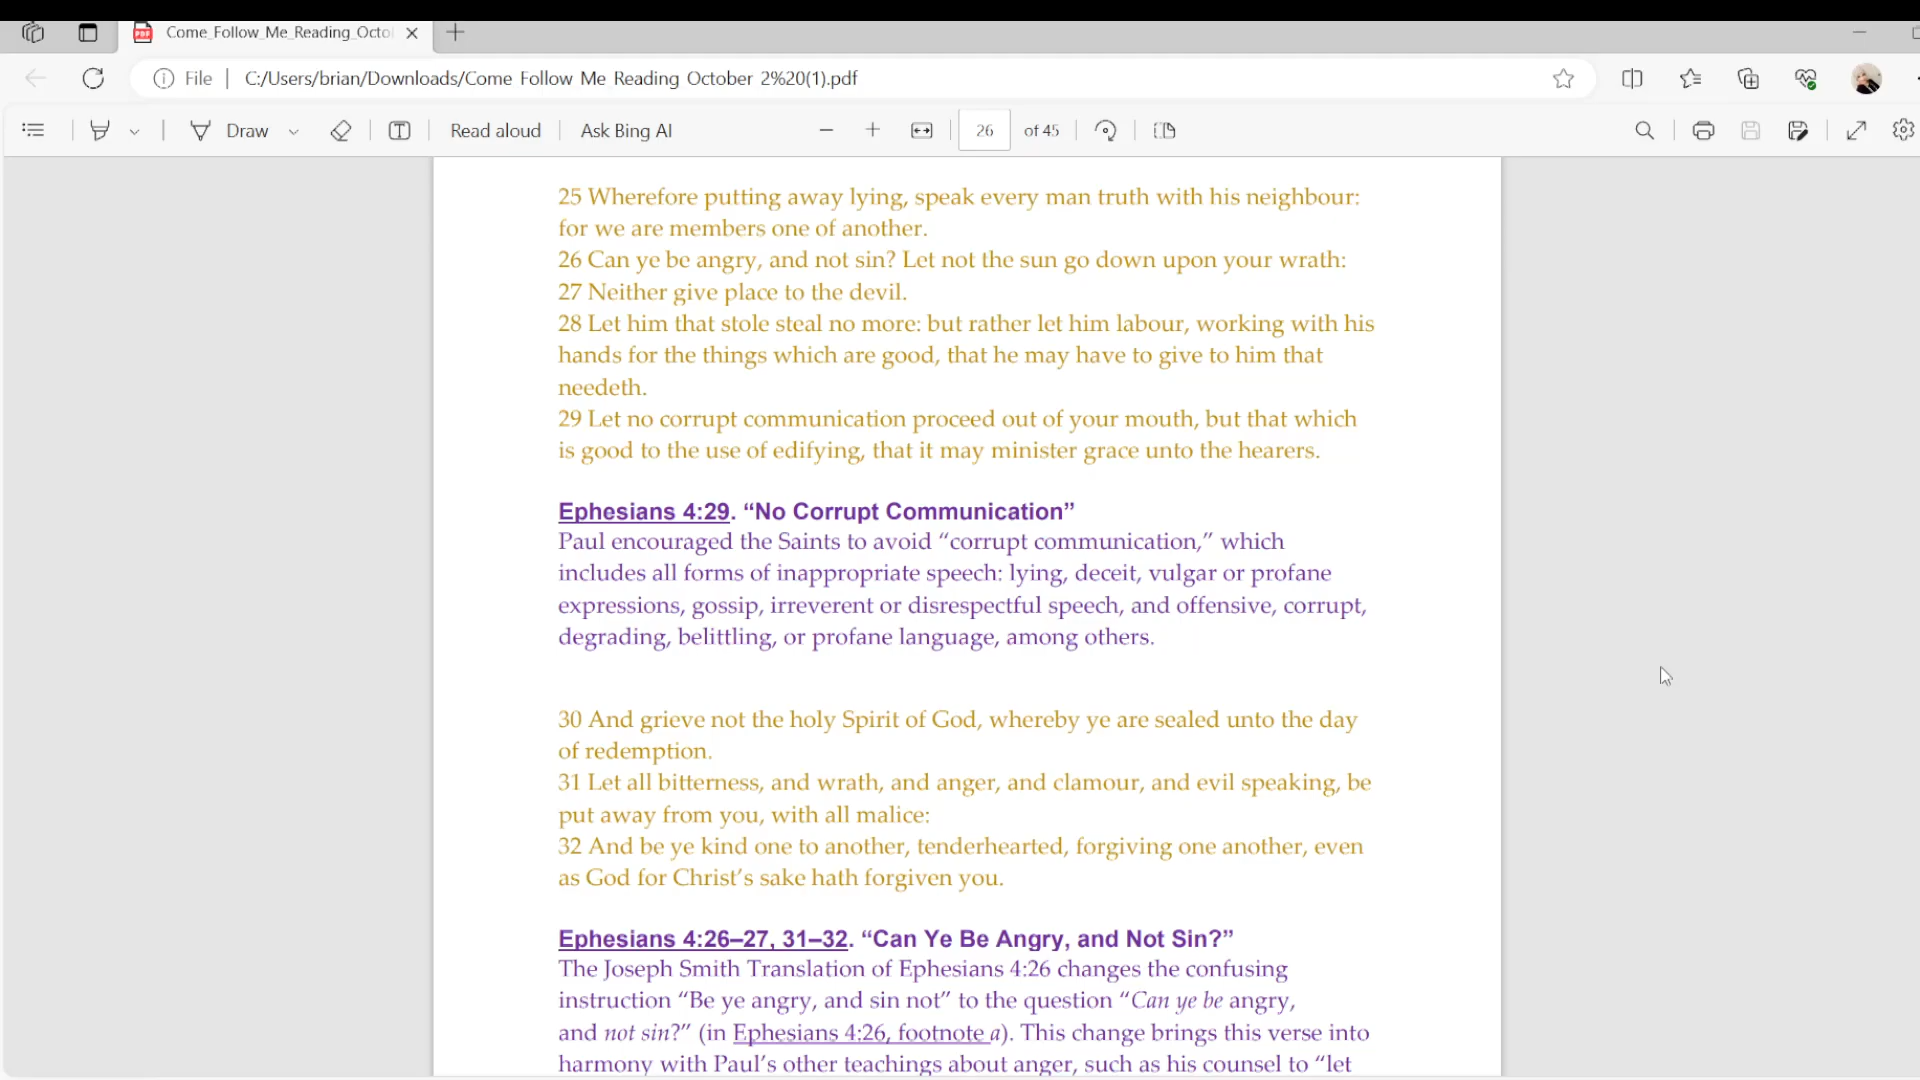 Come_Follow_Me_Reading_Octo
File
C:/Users/brian/Downloads/Come Follow Me Reading October 2%20(1).pdf
Draw
Read aloud
Ask Bing AI
26 of 45
25 Wherefore putting away lying, speak every man truth with his neighbour:
for we are members one of another.
26 Can ye be angry, and not sin? Let not the sun go down upon your wrath:
27 Neither give place to the devil.
28 Let him that stole steal no more: but rather let him labour, working with his
hands for the things which are good, that he may have to give to him that
needeth.
29 Let no corrupt communication proceed out of your mouth, but that which
is good to the use of edifying, that it may minister grace unto the hearers.
Ephesians 4:29. “No Corrupt Communication”
Paul encouraged the Saints to avoid “corrupt communication,” which
includes all forms of inappropriate speech: lying, deceit, vulgar or profane
expressions, gossip, irreverent or disrespectful speech, and offensive, corrupt,
degrading, belittling, or profane language, among others.
30 And grieve not the holy Spirit of God, whereby ye are sealed unto the day
of redemption.
31 Let all bitterness, and wrath, and anger, and clamour, and evil speaking, be
put away from you, with all malice:
32 And be ye kind one to another, tenderhearted, forgiving one another, even
as God for Christ’s sake hath forgiven you.
Ephesians 4:26–27, 31–32. “Can Ye Be Angry, and Not Sin?”
The Joseph Smith Translation of Ephesians 4:26 changes the confusing
instruction “Be ye angry, and sin not” to the question “Can ye be angry,
and not sin?” (in Ephesians 4:26, footnote a). This change brings this verse into
harmony with Paul’s other teachings about anger, such as his counsel to “let